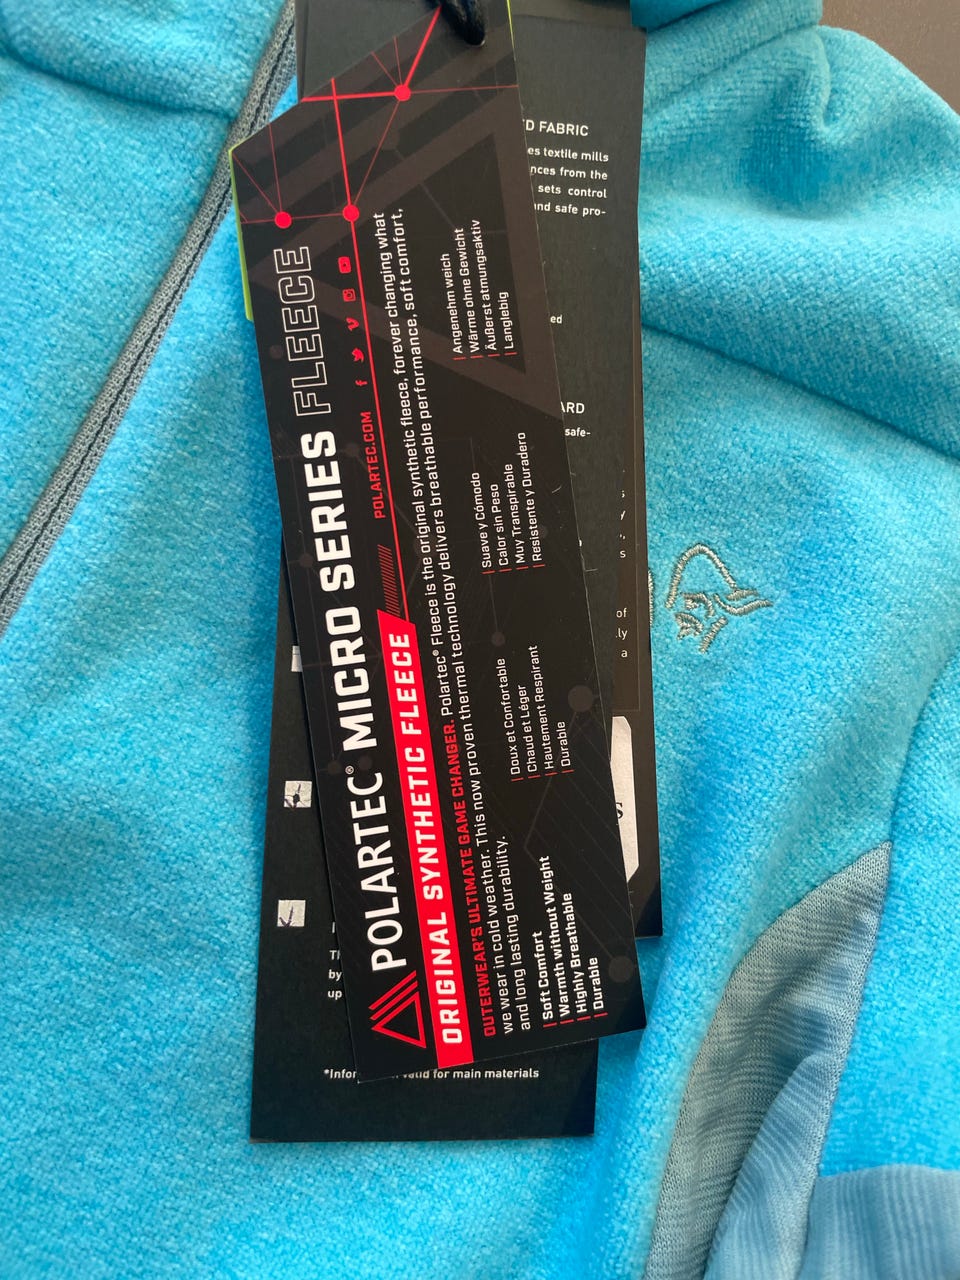 POLARTEC® MICRO SERIES FLEECE
ORIGINAL SYNTHETIC FLEECE
POLARTEC.COM
OUTERWEAR'S ULTIMATE GAME CHANGER. Polartec® Fleece is the original synthetic fleece, forever changing what
we wear in cold weather. This now proven thermal technology delivers breathable performance, soft comfort,
and long lasting durability.
Soft Comfort
Warmth without Weight
Highly Breathable
Durable
Doux et Confortable
Chaud et Léger
Hautement Respirant
Durable
Suave y Cómodo
Calor sin Peso
Muy Transpirable
Resistente y Duradero
Angenehm weich
Wärme ohne Gewicht
Äußerst atmungsaktiv
Langlebig
FABRIC
textile mills
from the
sets control
and safe pro-
of
a
by
up
valid for main materials